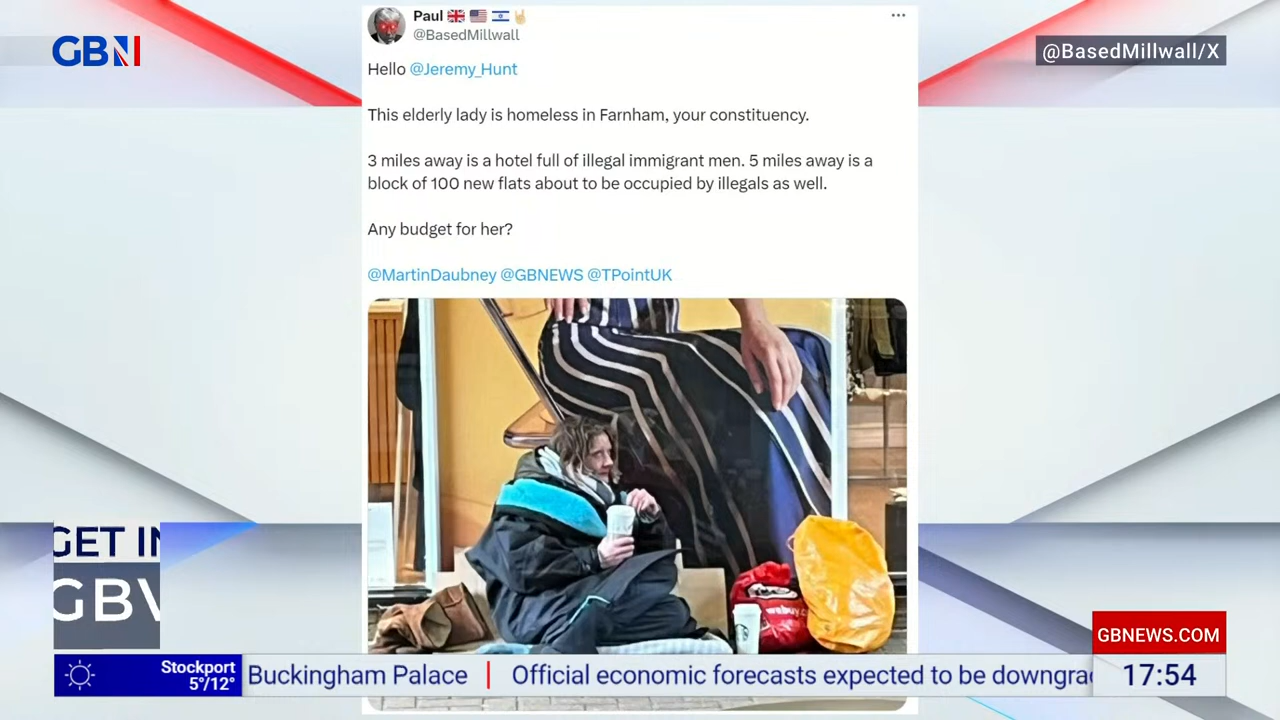 GBN
Paul
@BasedMillwall
@BasedMillwall/X
Hello @Jeremy_Hunt
This elderly lady is homeless in Farnham, your constituency.
3 miles away is a hotel full of illegal immigrant men. 5 miles away is a
block of 100 new flats about to be occupied by illegals as well.
Any budget for her?
@MartinDaubney @GBNEWS @TPointUK
webuy
GET IN
GBV
GBNEWS.COM
Stockport
5°/12°
Buckingham Palace | Official economic forecasts expected to be downgra
17:54